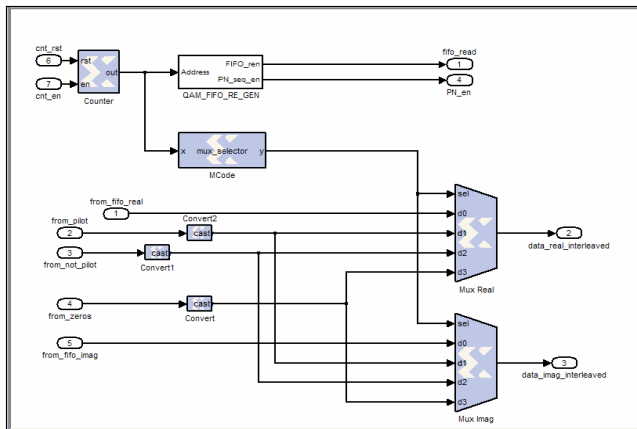 cnt_rst
6
rst
out
7
en
cnt_en
Counter
Address
FIFO_ren
PN_seq_en
QAM_FIFO_RE_GEN
fifo_read
1
4
PN_en
x
mux_selector
y
MCode
from_fifo_real
1
from_pilot
2
Convert2
cast
3
from_not_pilot
cast
Convert1
from_zeros
4
cast
Convert
5
from_fifo_imag
sel
d0
d1
d2
d3
Mux Real
2
data_real_interleaved
sel
d0
d1
d2
d3
Mux Imag
3
data_imag_interleaved